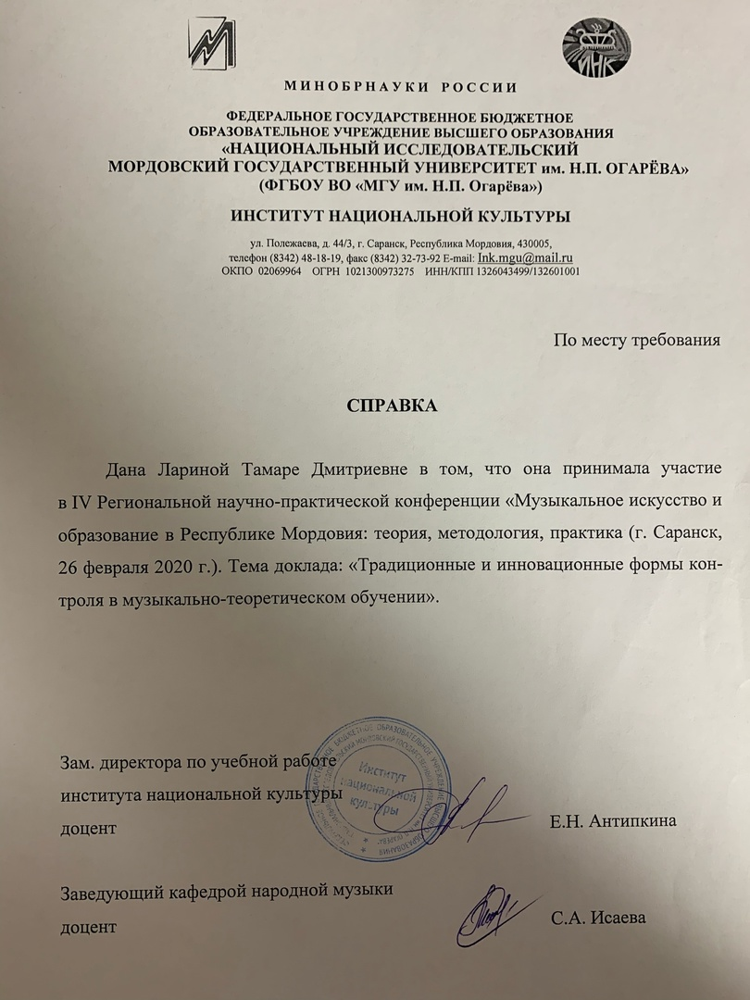 ИНК
МИНОБРНАУКИ РОССИИ
ФЕДЕРАЛЬНОЕ ГОСУДАРСТВЕННОЕ БЮДЖЕТНОЕ
ОБРАЗОВАТЕЛЬНОЕ УЧРЕЖДЕНИЕ ВЫСШЕГО ОБРАЗОВАНИЯ
«НАЦИОНАЛЬНЫЙ ИССЛЕДОВАТЕЛЬСКИЙ
МОРДОВСКИЙ ГОСУДАРСТВЕННЫЙ УНИВЕРСИТЕТ им. Н.П. ОГАРЁВА»
(ФГБОУ ВО «МГУ им. Н.П. Огарёва»)
ИНСТИТУТ НАЦИОНАЛЬНОЙ КУЛЬТУРЫ
ул. Полежаева, д. 44/3, г. Саранск, Республика Мордовия, 430005,
телефон (8342) 48-18-19, факс (8342) 32-73-92 E-mail: Ink.mgu@mail.ru
ОКПО 02069964 ОГРН 1021300973275 ИНН/КПП 1326043499/132601001
По месту требования
СПРАВКА
Дана Лариной Тамаре Дмитриевне в том, что она принимала участие
в IV Региональной научно-практической конференции «Музыкальное искусство и
образование в Республике Мордовия: теория, методология, практика (г. Саранск,
26 февраля 2020 г.). Тема доклада: «Традиционные и инновационные формы кон-
троля в музыкально-теоретическом обучении».
Зам. директора по учебной работе
института национальной культуры
доцент
Е.Н. Антипкина
Институт
национальной
культуры
Заведующий кафедрой народной музыки
доцент
С.А. Исаева